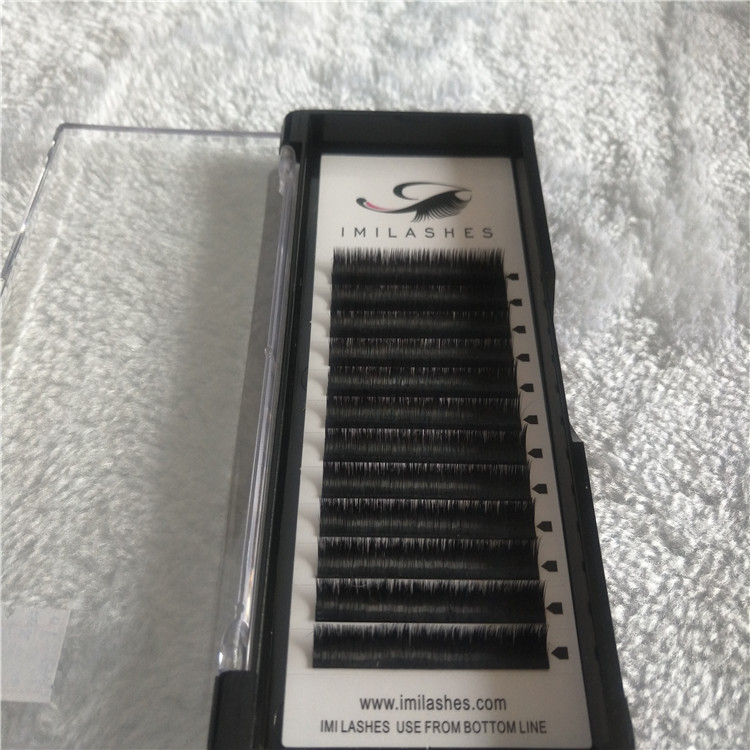 IMILASHES
www.imilashes.com
IMI LASHES USE FROM BOTTOM LINE